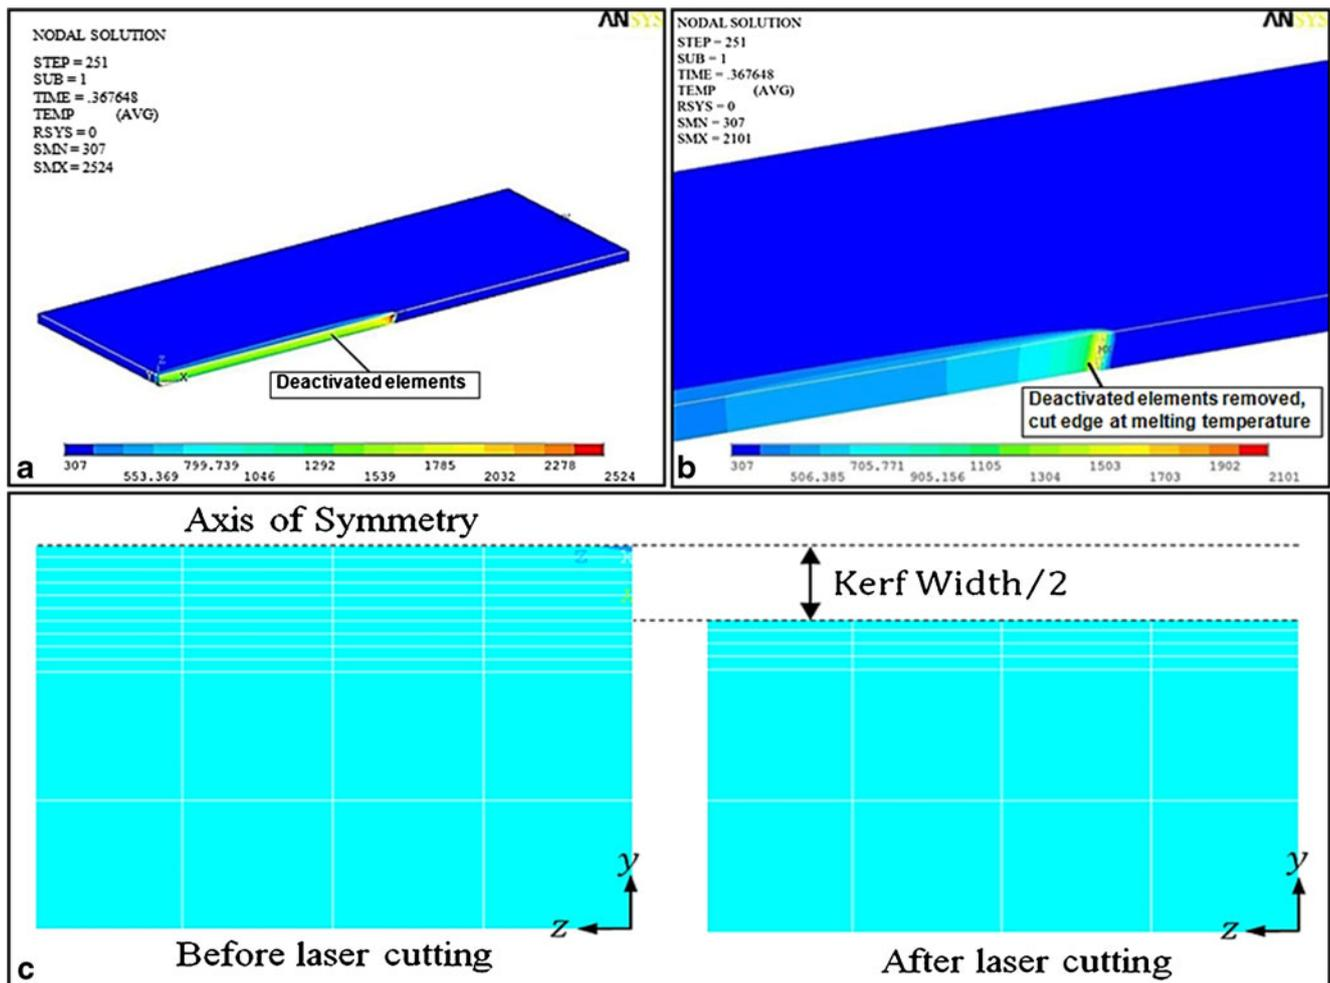 ANSYS
NODAL SOLUTION
STEP = 251
SUB = 1
TIME = .367648
TEMP (AVG)
RSYS = 0
SMN = 307
SMX = 2524
Z
X
Deactivated elements
307 799.739 1292 1785 2278
553.369 1046 1539 2032 2524
a
ANSYS
NODAL SOLUTION
STEP = 251
SUB = 1
TIME = .367648
TEMP (AVG)
RSYS = 0
SMN = 307
SMX = 2101
Deactivated elements removed,
cut edge at melting temperature
307 705.771 1105 1503 1902
506.385 905.156 1304 1703 2101
b
Axis of Symmetry
Z
Kerf Width/2
y
z
y
z
Before laser cutting
After laser cutting
c